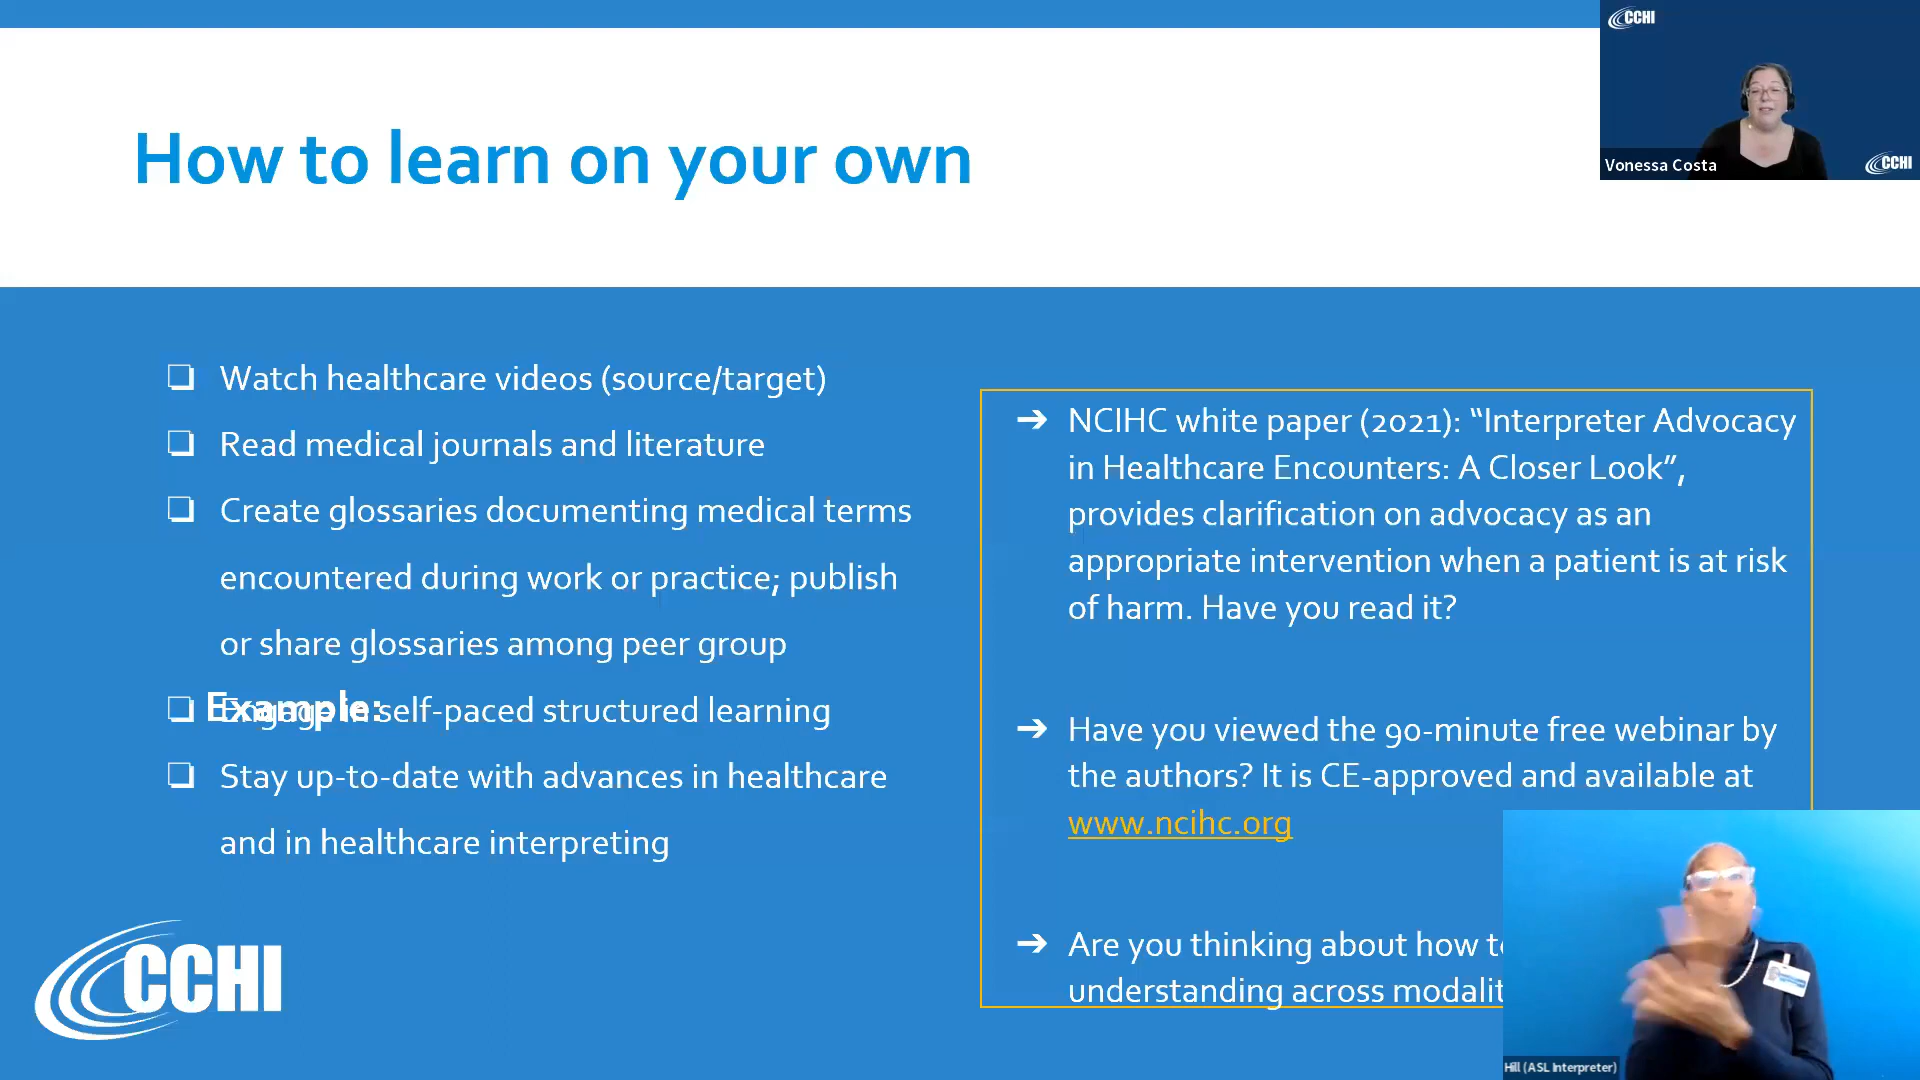 CCHI
Vonessa Costa
CCHI
How to learn on your own
❏ Watch healthcare videos (source/target)
❏ Read medical journals and literature
❏ Create glossaries documenting medical terms
encountered during work or practice; publish
or share glossaries among peer group
Example:
❏ Engage in self-paced structured learning
❏ Stay up-to-date with advances in healthcare
and in healthcare interpreting
➔ NCIHC white paper (2021): “Interpreter Advocacy
in Healthcare Encounters: A Closer Look”,
provides clarification on advocacy as an
appropriate intervention when a patient is at risk
of harm. Have you read it?
➔ Have you viewed the 90-minute free webinar by
the authors? It is CE-approved and available at
www.ncihc.org
➔ Are you thinking about how
understanding across
CCHI
Hill (ASL Interpreter)